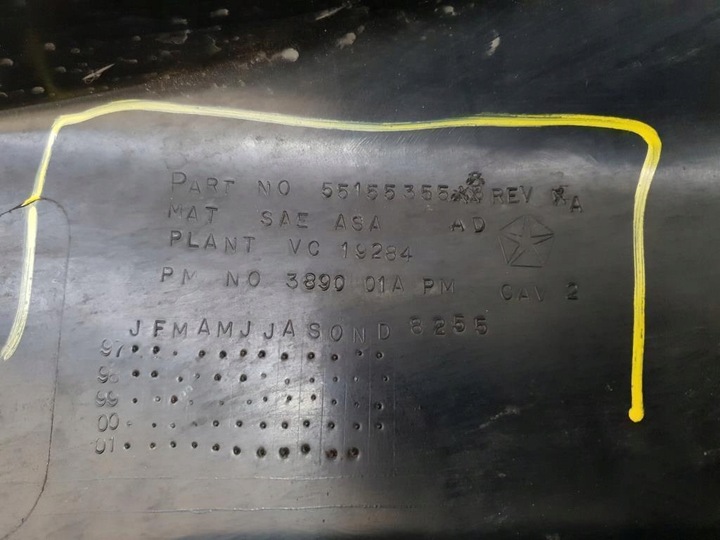 PART NO 55155355 B REV A
MAT SAE ASA AD
PLANT VC 19284
PM NO 3890 01A PM CAV 2
J F M A M J J A S O N D 8255
97
98
99
00
01